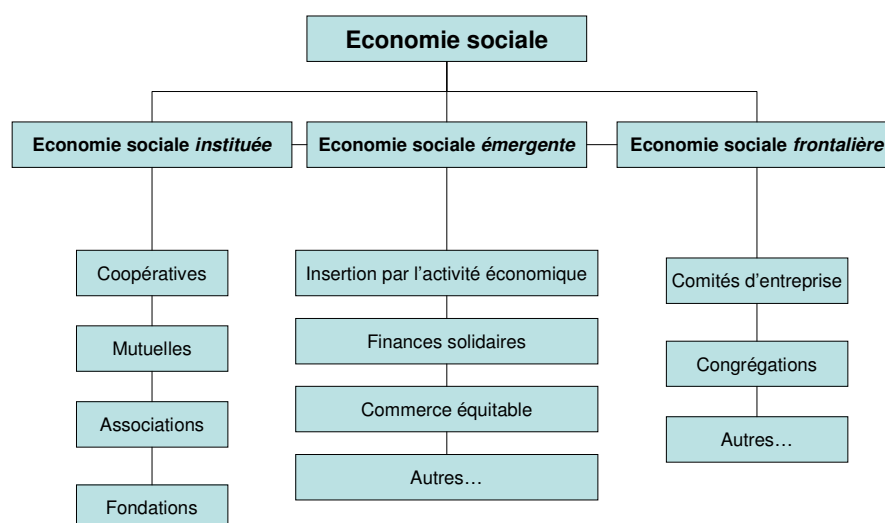 Economie sociale
Economie sociale instituée
Economie sociale émergente
Economie sociale frontalière
Coopératives
Mutuelles
Associations
Fondations
Insertion par l’activité économique
Finances solidaires
Commerce équitable
Autres…
Comités d’entreprise
Congrégations
Autres…